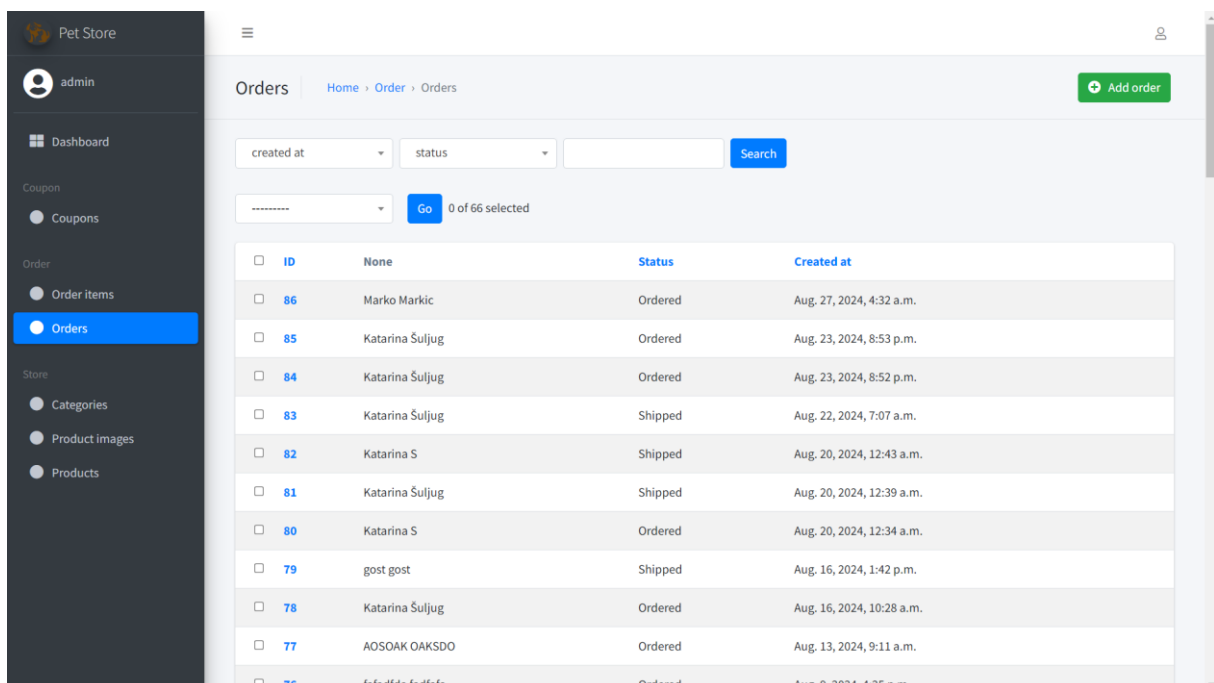 Pet Store
admin
Dashboard
Coupon
Coupons
Order
Order items
Orders
Store
Categories
Product images
Products
Orders Home › Order › Orders Add order
created at status Search
--------- Go 0 of 66 selected
ID None Status Created at
86 Marko Markic Ordered Aug. 27, 2024, 4:32 a.m.
85 Katarina Šuljug Ordered Aug. 23, 2024, 8:53 p.m.
84 Katarina Šuljug Ordered Aug. 23, 2024, 8:52 p.m.
83 Katarina Šuljug Shipped Aug. 22, 2024, 7:07 a.m.
82 Katarina S Shipped Aug. 20, 2024, 12:43 a.m.
81 Katarina Šuljug Shipped Aug. 20, 2024, 12:39 a.m.
80 Katarina S Ordered Aug. 20, 2024, 12:34 a.m.
79 gost gost Shipped Aug. 16, 2024, 1:42 p.m.
78 Katarina Šuljug Ordered Aug. 16, 2024, 10:28 a.m.
77 AOSOAK OAKSDO Ordered Aug. 13, 2024, 9:11 a.m.